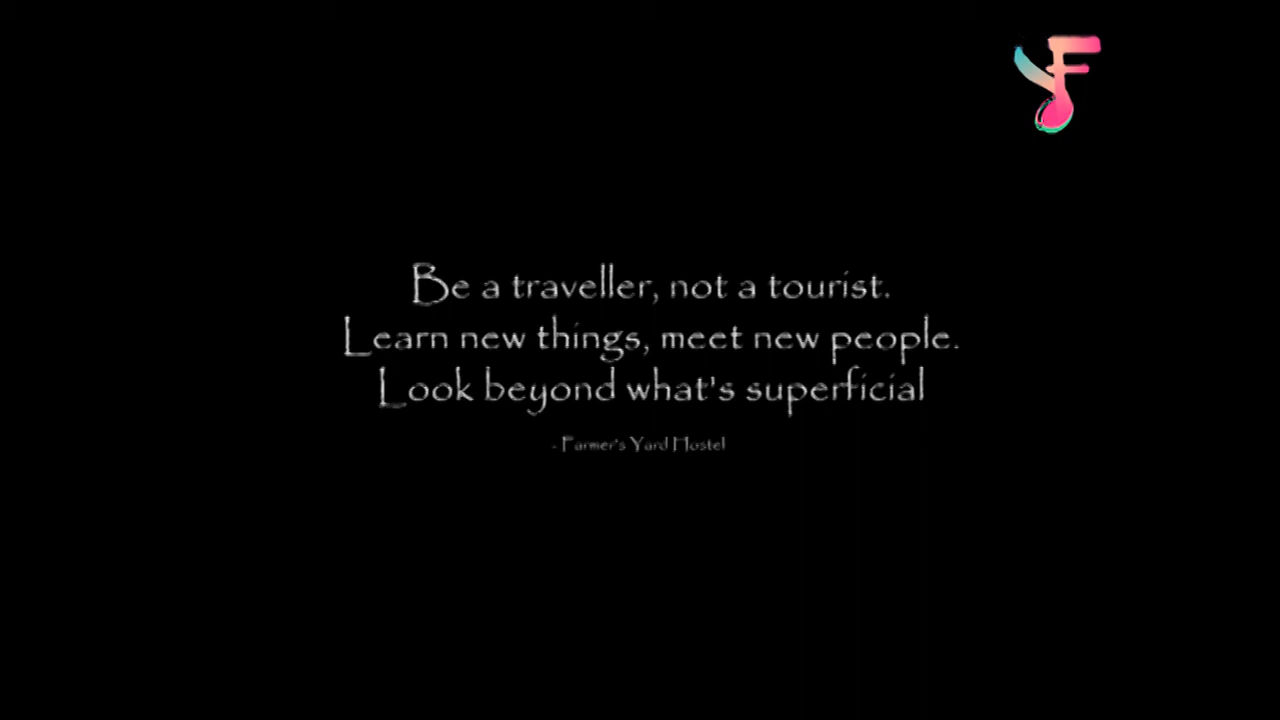 Be a traveller, not a tourist.
Learn new things, meet new people.
Look beyond what's superficial
- Farmer's Yard Hostel